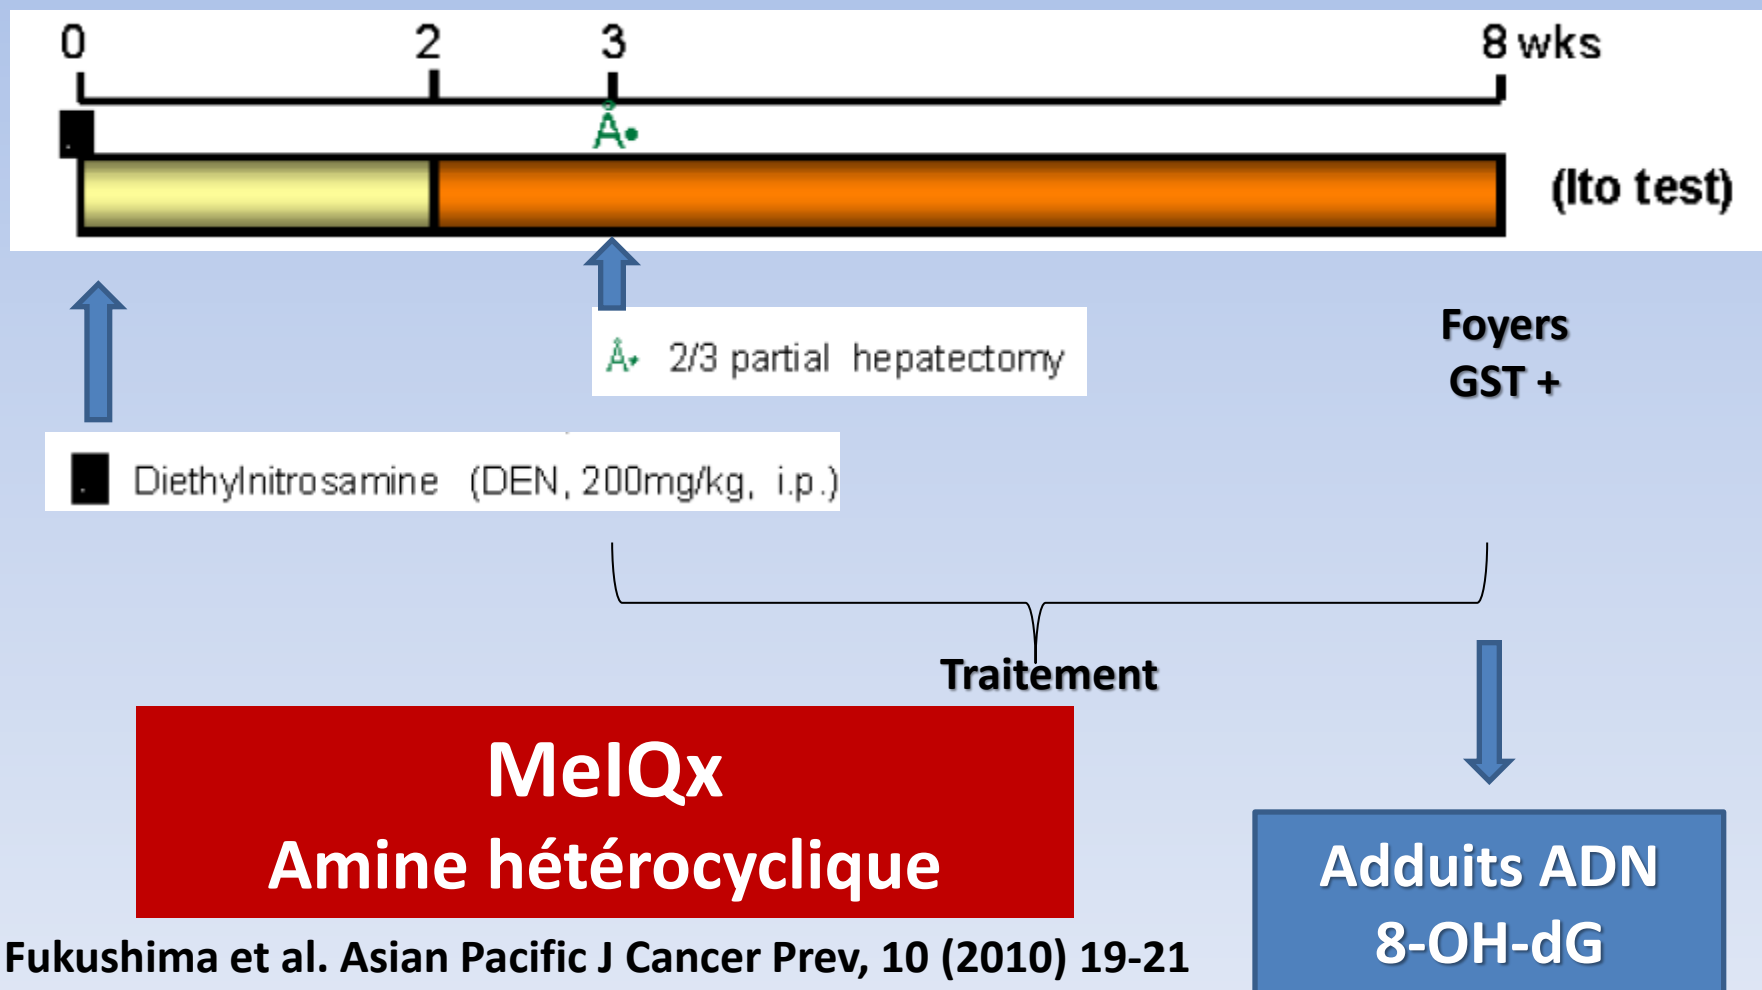 0 2 3 8 wks
Å•
(Ito test)
Å• 2/3 partial hepatectomy
Foyers
GST +
Diethylnitrosamine (DEN, 200mg/kg, i.p.)
Traitement
MeIQx
Amine hétérocyclique
Adduits ADN
8-OH-dG
Fukushima et al. Asian Pacific J Cancer Prev, 10 (2010) 19-21